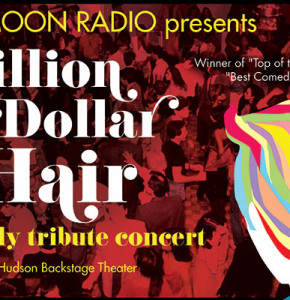 OON RADIO presents
Winner of "Top of t
"Best Comed
illion
Dollar
Hair
ly tribute concert
Hudson Backstage Theater